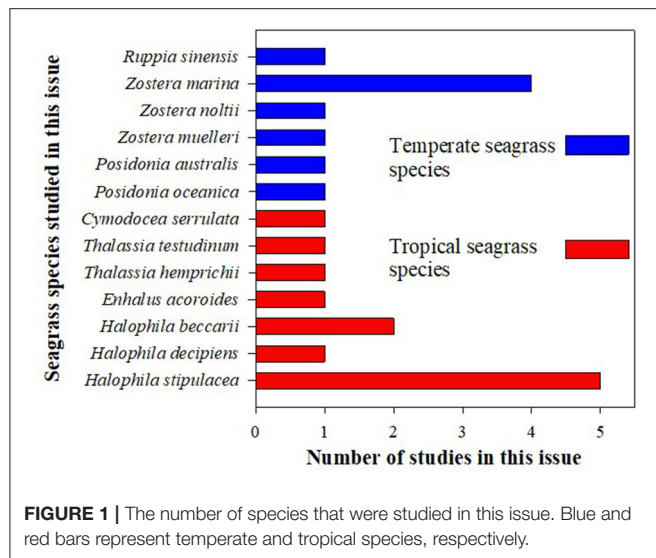 Ruppia sinensis
Zostera marina
Zostera noltii
Zostera muelleri
Posidonia australis
Posidonia oceanica
Cymodocea serrulata
Thalassia testudinum
Thalassia hemprichii
Enhalus acoroides
Halophila beccarii
Halophila decipiens
Halophila stipulacea
Seagrass species studied in this issue
Temperate seagrass
species
Tropical seagrass
species
0 1 2 3 4 5
Number of studies in this issue
FIGURE 1 | The number of species that were studied in this issue. Blue and
red bars represent temperate and tropical species, respectively.